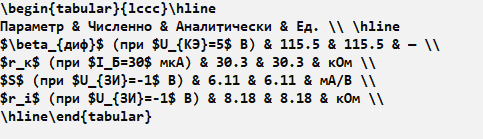 \begin{tabular}{lccc}\hline
Параметр & Численно & Аналитически & Ед. \\ \hline
$\beta_{диф}$ (при $U_{КЭ}=5$ В) & 115.5 & 115.5 & — \\
$r_к$ (при $I_Б=30$ мкА) & 30.3 & 30.3 & кОм \\
$S$ (при $U_{ЗИ}=-1$ В) & 6.11 & 6.11 & мА/В \\
$r_i$ (при $U_{ЗИ}=-1$ В) & 8.18 & 8.18 & кОм \\
\hline\end{tabular}